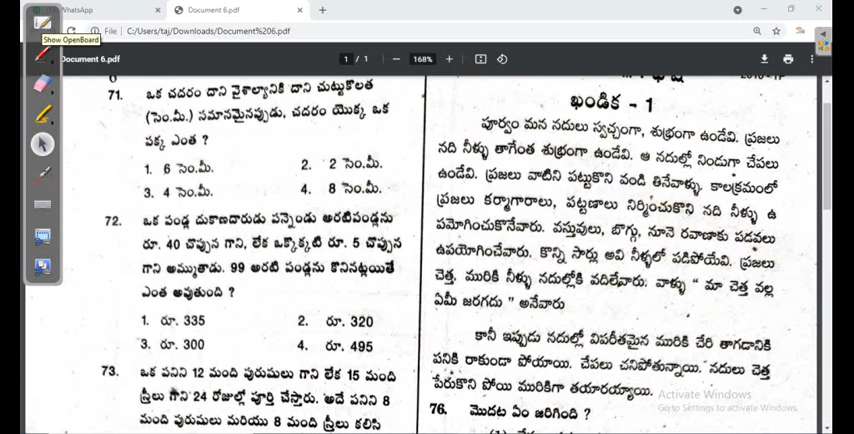 WhatsApp
Document 6.pdf
File
C:/Users/taj/Downloads/Document%206.pdf
Show OpenBoard
Document 6.pdf
1 / 1
168%
71. ఒక చదరం దాని వైశాల్యానికి దాని చుట్టుకొలత
(సెం.మీ.) సమానమైనప్పుడు, చదరం యొక్క ఒక
పక్క ఎంత ?
1. 6 సెం.మీ. 2. 2 సెం.మీ.
3. 4 సెం.మీ. 4. 8 సెం.మీ.
72. ఒక పండ్ల దుకాణదారుడు పన్నెండు అరటిపండ్లను
రూ. 40 చొప్పున గాని, లేక ఒక్కొక్కటి రూ. 5 చొప్పున
గాని అమ్ముతాడు. 99 అరటి పండ్లను కొనినట్లయితే
ఎంత అవుతుంది ?
1. రూ. 335 2. రూ. 320
3. రూ. 300 4. రూ. 495
73. ఒక పనిని 12 మంది పురుషులు గాని లేక 15 మంది
స్త్రీలు గాని 24 రోజుల్లో పూర్తి చేస్తారు. అదే పనిని 8
మంది పురుషులు మరియు 8 మంది స్త్రీలు కలిసి
ఖండిక - 1
పూర్వం మన నదులు స్వచ్ఛంగా, శుభ్రంగా ఉండేవి. ప్రజలు
నది నీళ్ళు తాగేంత శుభ్రంగా ఉండేవి. ఆ నదుల్లో నిండుగా చేపలు
ఉండేవి. ప్రజలు వాటిని పట్టుకొని వండి తినేవాళ్ళు. కాలక్రమంలో
ప్రజలు కర్మాగారాలు, పట్టణాలు నిర్మించుకొని నది నీళ్ళు ఉ
పయోగించుకొనేవారు. వస్తువులు, బొగ్గు, నూనె రవాణాకు పడవలు
ఉపయోగించేవారు. కొన్ని సార్లు అవి నీళ్ళలో పడిపోయేవి. ప్రజలు
చెత్త, మురికి నీళ్ళు నదుల్లోకి వదిలేవారు. వాళ్ళు " మా చెత్త వల్ల
ఏమీ జరగదు" అనేవారు
కానీ ఇప్పుడు నదుల్లో విపరీతమైన మురికి చేరి తాగడానికి
పనికి రాకుండా పోయాయి. చేపలు చనిపోతున్నాయి. నదులు చెత్త
పేరుకొని పోయి మురికిగా తయారయ్యాయి.
Activate Windows
Go to Settings to activate Windows.
76. మొదట ఏం జరిగింది ?